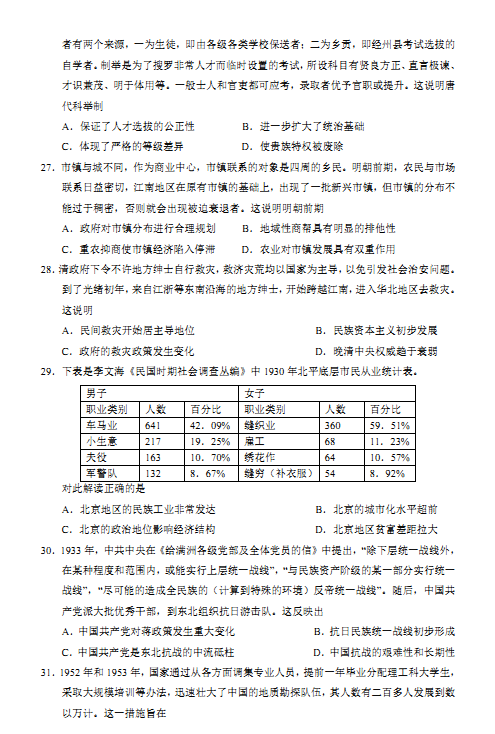 者有两个来源，一为生徒，即由各级各类学校保送者；二为乡贡，即经州县考试选拔的
自学者。制举是为了搜罗非常人才而临时设置的考试，所设科目有贤良方正、直言极谏、
才识兼茂、明于体用等。一般士人和官吏都可应考，录取者优予官职或提升。这说明唐
代科举制
A．保证了人才选拔的公正性 B．进一步扩大了统治基础
C．体现了严格的等级差异 D．使贵族特权被废除
27．市镇与城不同，作为商业中心，市镇联系的对象是四周的乡民。明朝前期，农民与市场
联系日益密切，江南地区在原有市镇的基础上，出现了一批新兴市镇，但市镇的分布不
能过于稠密，否则就会出现被迫衰退者。这说明明朝前期
A．政府对市镇分布进行合理规划 B．地域性商帮具有明显的排他性
C．重农抑商使市镇经济陷入停滞 D．农业对市镇发展具有双重作用
28．清政府下令不许地方绅士自行救灾，救济灾荒均以国家为主导，以免引发社会治安问题。
到了光绪初年，来自江浙等东南沿海的地方绅士，开始跨越江南，进入华北地区去救灾。
这说明
A．民间救灾开始居主导地位 B．民族资本主义初步发展
C．政府的救灾政策发生变化 D．晚清中央权威趋于衰弱
29．下表是李文海《民国时期社会调查丛编》中 1930 年北平底层市民从业统计表。
男子 女子
职业类别 人数 百分比 职业类别 人数 百分比
车马业 641 42．09% 缝织业 360 59．51%
小生意 217 19．25% 雇工 68 11．23%
夫役 163 10．70% 绣花作 64 10．57%
军警队 132 8．67% 缝穷（补衣服） 54 8．92%
对此解读正确的是
A．北京地区的民族工业非常发达 B．北京的城市化水平超前
C．北京的政治地位影响经济结构 D．北京地区贫富差距拉大
30．1933 年，中共中央在《给满洲各级党部及全体党员的信》中提出，“除下层统一战线外，
在某种程度和范围内，或能实行上层统一战线”，“与民族资产阶级的某一部分实行统一
战线”，“尽可能的造成全民族的（计算到特殊的环境）反帝统一战线”。随后，中国共
产党派大批优秀干部，到东北组织抗日游击队。这反映出
A．中国共产党对蒋政策发生重大变化 B．抗日民族统一战线初步形成
C．中国共产党是东北抗战的中流砥柱 D．中国抗战的艰难性和长期性
31．1952 年和 1953 年，国家通过从各方面调集专业人员，提前一年毕业分配理工科大学生，
采取大规模培训等办法，迅速壮大了中国的地质勘探队伍，其人数有二百多人发展到数
以万计。这一措施旨在